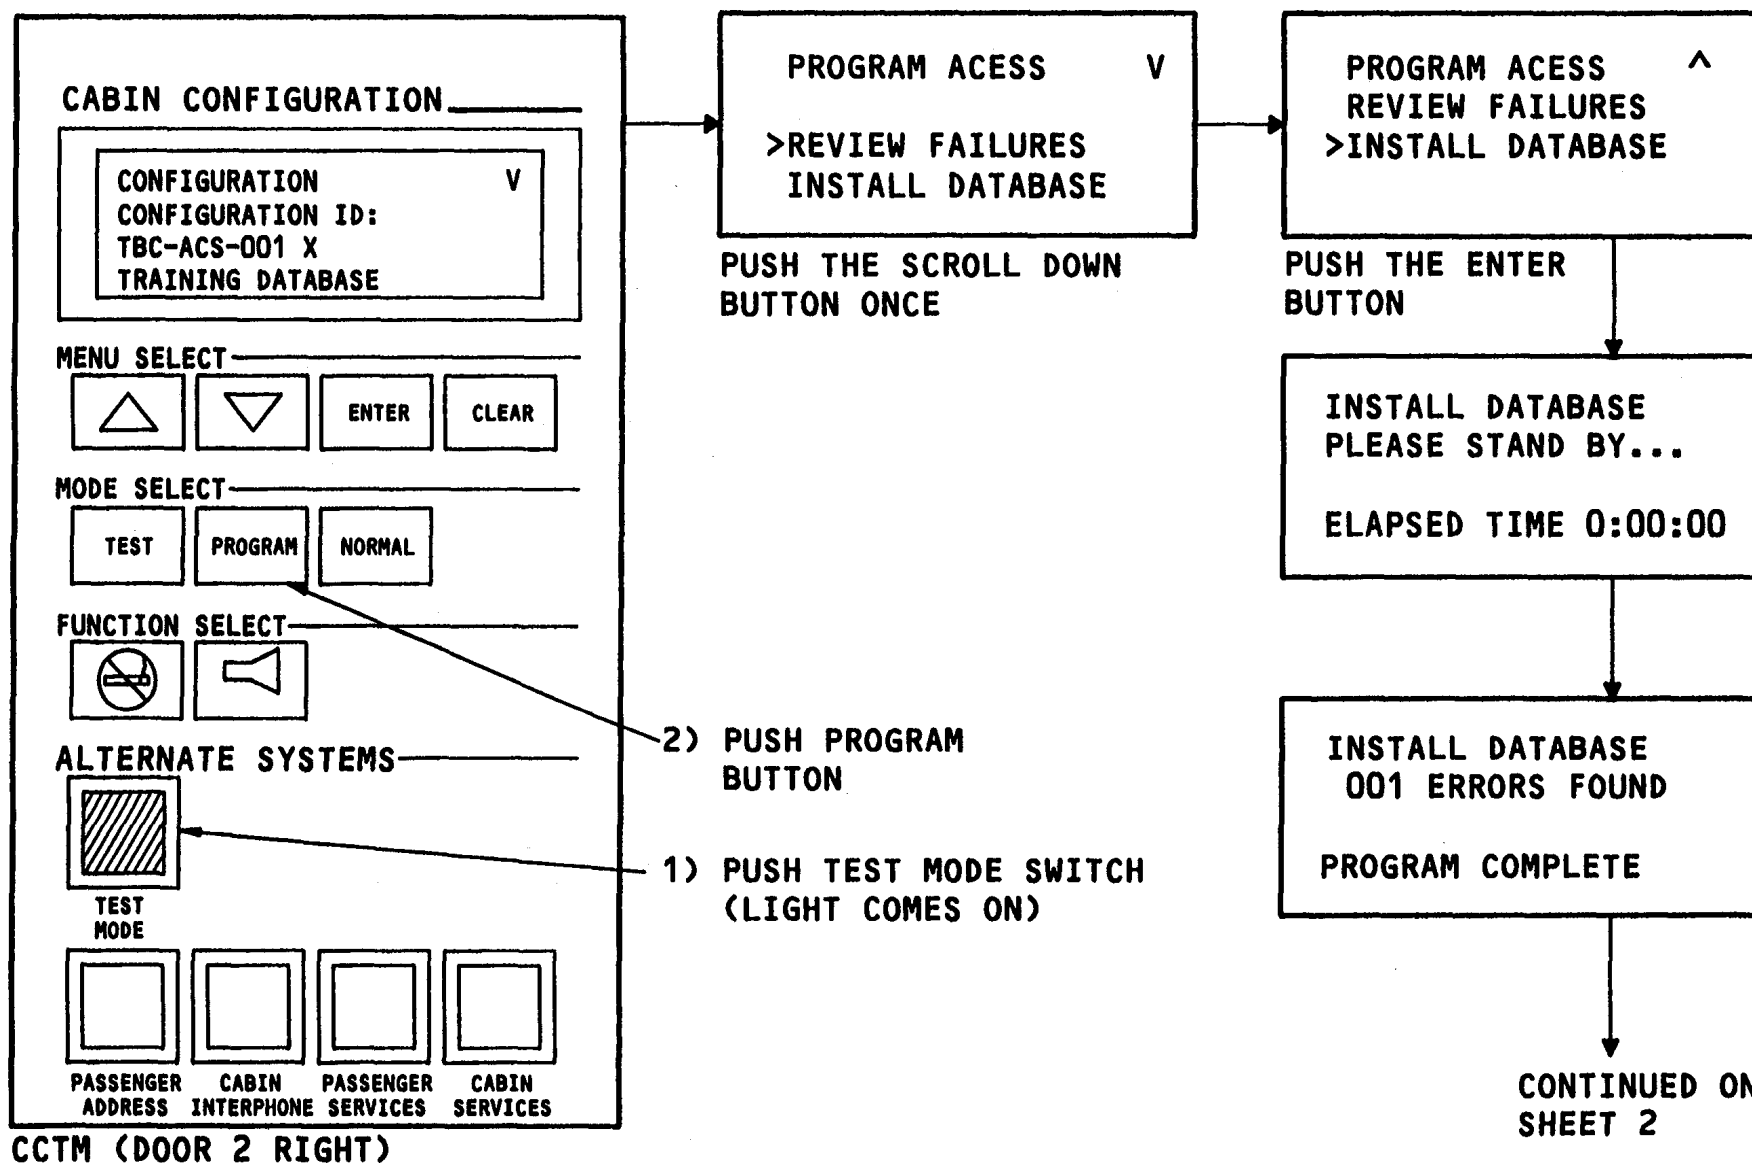 CABIN CONFIGURATION
CONFIGURATION V
CONFIGURATION ID:
TBC-ACS-001 X
TRAINING DATABASE
MENU SELECT
ENTER
CLEAR
MODE SELECT
TEST
PROGRAM
NORMAL
FUNCTION SELECT
ALTERNATE SYSTEMS
TEST
MODE
PASSENGER
ADDRESS
CABIN
INTERPHONE
PASSENGER
SERVICES
CABIN
SERVICES
CCTM (DOOR 2 RIGHT)
2) PUSH PROGRAM
BUTTON
1) PUSH TEST MODE SWITCH
(LIGHT COMES ON)
PROGRAM ACESS V
>REVIEW FAILURES
INSTALL DATABASE
PUSH THE SCROLL DOWN
BUTTON ONCE
PROGRAM ACESS ^
REVIEW FAILURES
>INSTALL DATABASE
PUSH THE ENTER
BUTTON
INSTALL DATABASE
PLEASE STAND BY...
ELAPSED TIME 0:00:00
INSTALL DATABASE
001 ERRORS FOUND
PROGRAM COMPLETE
CONTINUED ON
SHEET 2